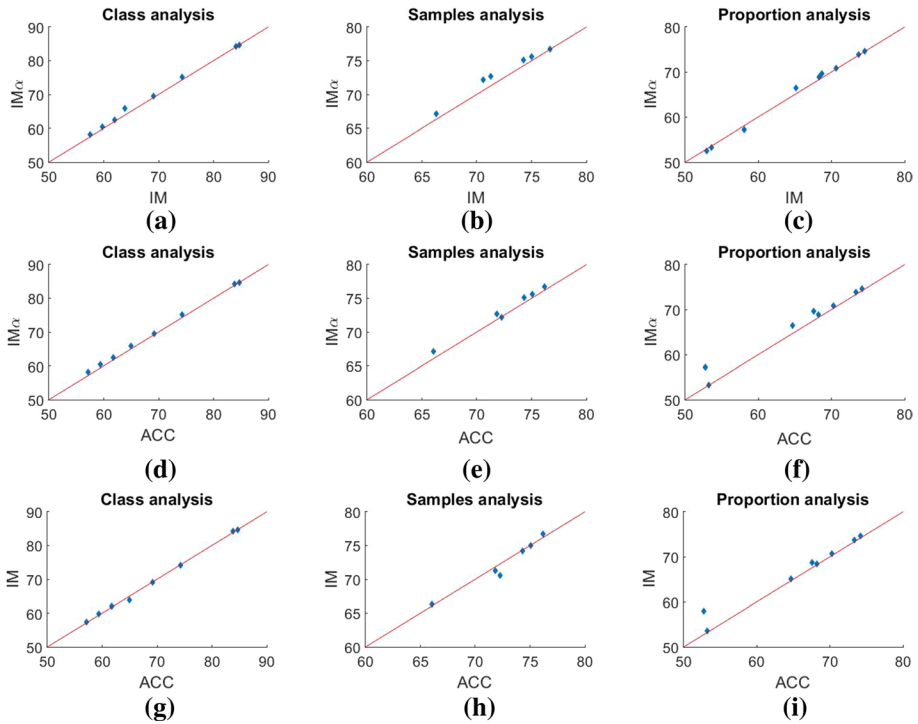 Class analysis
90
80
70
60
50
50 60 70 80 90
IMα
IM
(a)
Samples analysis
80
75
70
65
60
60 65 70 75 80
IMα
IM
(b)
Proportion analysis
80
70
60
50
50 60 70 80
IMα
IM
(c)
Class analysis
90
80
70
60
50
50 60 70 80 90
IMα
ACC
(d)
Samples analysis
80
75
70
65
60
60 65 70 75 80
IMα
ACC
(e)
Proportion analysis
80
70
60
50
50 60 70 80
IMα
ACC
(f)
Class analysis
90
80
70
60
50
50 60 70 80 90
IM
ACC
(g)
Samples analysis
80
75
70
65
60
60 65 70 75 80
IM
ACC
(h)
Proportion analysis
80
70
60
50
50 60 70 80
IM
ACC
(i)